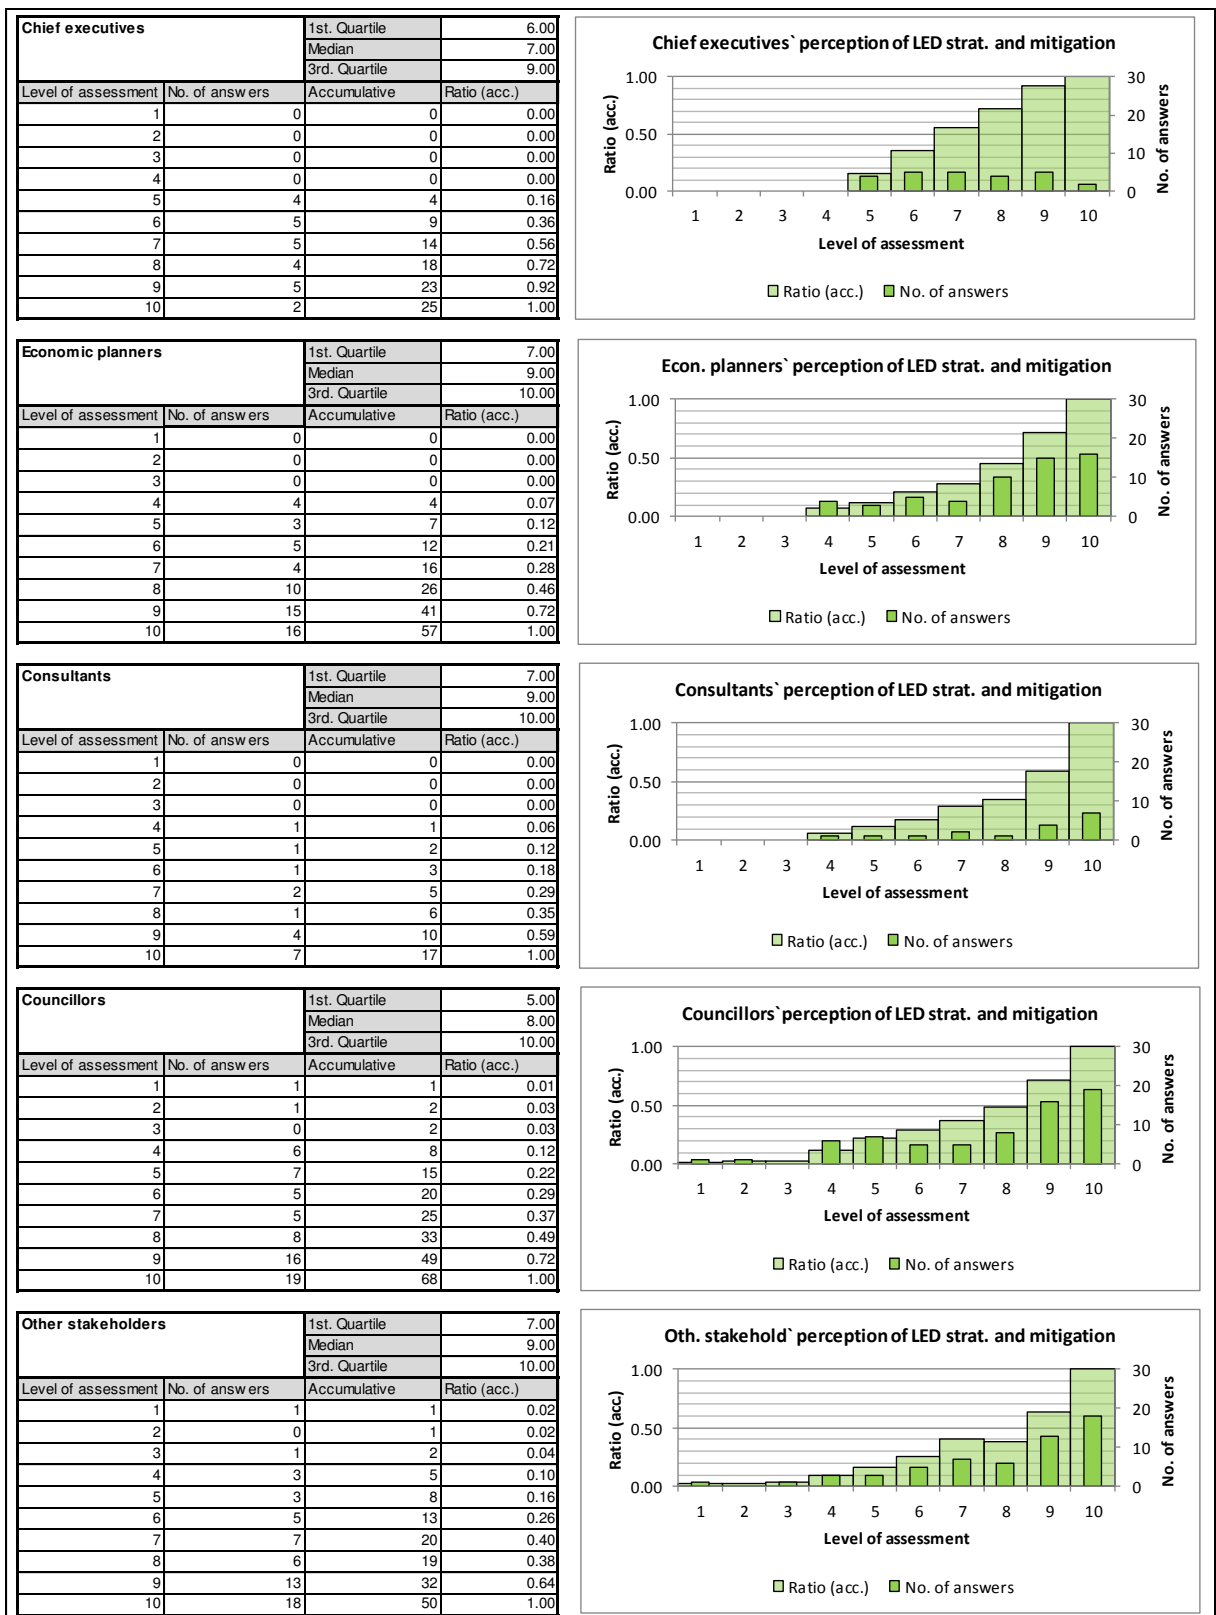 Chief executives 1st. Quartile 6.00
Median 7.00
3rd. Quartile 9.00
Level of assessment No. of answers Accumulative Ratio (acc.)
1 0 0 0.00
2 0 0 0.00
3 0 0 0.00
4 0 0 0.00
5 4 4 0.16
6 5 9 0.36
7 5 14 0.56
8 4 18 0.72
9 5 23 0.92
10 2 25 1.00
Chief executives` perception of LED strat. and mitigation
1.00 30
20
0.50
10
0.00 0
Ratio (acc.)
No. of answers
1 2 3 4 5 6 7 8 9 10
Level of assessment
Ratio (acc.) No. of answers
Economic planners 1st. Quartile 7.00
Median 9.00
3rd. Quartile 10.00
Level of assessment No. of answers Accumulative Ratio (acc.)
1 0 0 0.00
2 0 0 0.00
3 0 0 0.00
4 4 4 0.07
5 3 7 0.12
6 5 12 0.21
7 4 16 0.28
8 10 26 0.46
9 15 41 0.72
10 16 57 1.00
Econ. planners` perception of LED strat. and mitigation
1.00 30
20
0.50
10
0.00 0
Ratio (acc.)
No. of answers
1 2 3 4 5 6 7 8 9 10
Level of assessment
Ratio (acc.) No. of answers
Consultants 1st. Quartile 7.00
Median 9.00
3rd. Quartile 10.00
Level of assessment No. of answers Accumulative Ratio (acc.)
1 0 0 0.00
2 0 0 0.00
3 0 0 0.00
4 1 1 0.06
5 1 2 0.12
6 1 3 0.18
7 2 5 0.29
8 1 6 0.35
9 4 10 0.59
10 7 17 1.00
Consultants` perception of LED strat. and mitigation
1.00 30
20
0.50
10
0.00 0
Ratio (acc.)
No. of answers
1 2 3 4 5 6 7 8 9 10
Level of assessment
Ratio (acc.) No. of answers
Councillors 1st. Quartile 5.00
Median 8.00
3rd. Quartile 10.00
Level of assessment No. of answers Accumulative Ratio (acc.)
1 1 1 0.01
2 1 2 0.03
3 0 2 0.03
4 6 8 0.12
5 7 15 0.22
6 5 20 0.29
7 5 25 0.37
8 8 33 0.49
9 16 49 0.72
10 19 68 1.00
Councillors`perception of LED strat. and mitigation
1.00 30
20
0.50
10
0.00 0
Ratio (acc.)
No. of answers
1 2 3 4 5 6 7 8 9 10
Level of assessment
Ratio (acc.) No. of answers
Other stakeholders 1st. Quartile 7.00
Median 9.00
3rd. Quartile 10.00
Level of assessment No. of answers Accumulative Ratio (acc.)
1 1 1 0.02
2 0 1 0.02
3 1 2 0.04
4 3 5 0.10
5 3 8 0.16
6 5 13 0.26
7 7 20 0.40
8 6 19 0.38
9 13 32 0.64
10 18 50 1.00
Oth. stakehold` perception of LED strat. and mitigation
1.00 30
20
0.50
10
0.00 0
Ratio (acc.)
No. of answers
1 2 3 4 5 6 7 8 9 10
Level of assessment
Ratio (acc.) No. of answers